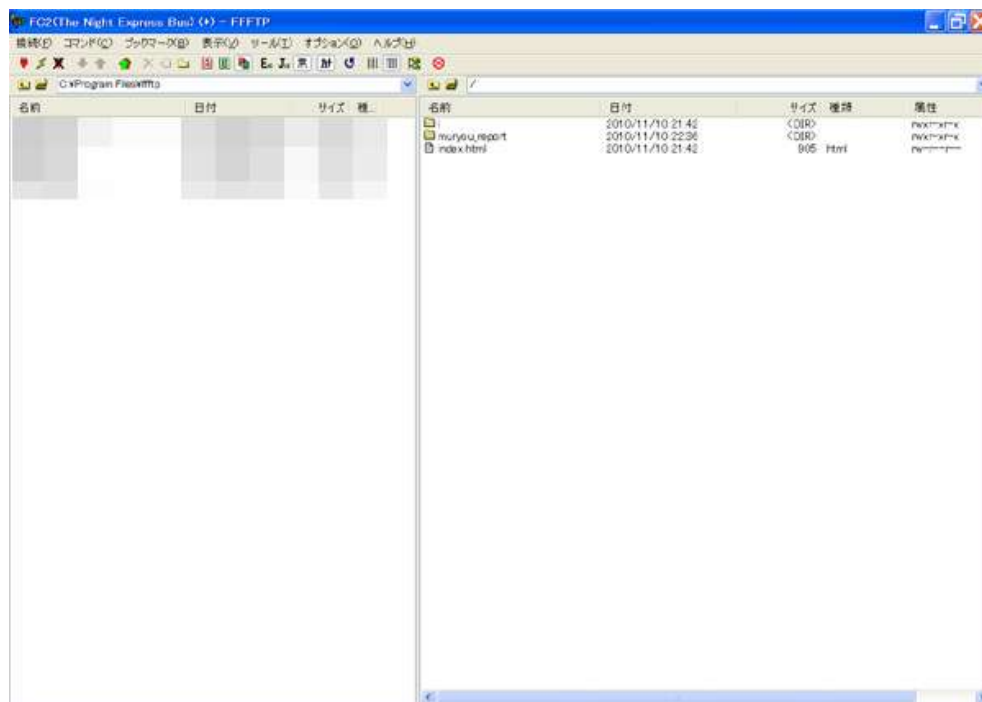 FC2(The Night Express Bus) (*) - FFFTP
接続(F) コマンド(C) ブックマーク(B) 表示(V) ツール(T) オプション(O) ヘルプ(H)
C:¥Program Files¥ffftp
/
名前 日付 サイズ 種..
名前 日付 サイズ 種類 属性
i 2010/11/10 21:42 <DIR> rwxr-xr-x
muryou_report 2010/11/10 22:36 <DIR> rwxr-xr-x
index.html 2010/11/10 21:42 905 html rw-r--r--